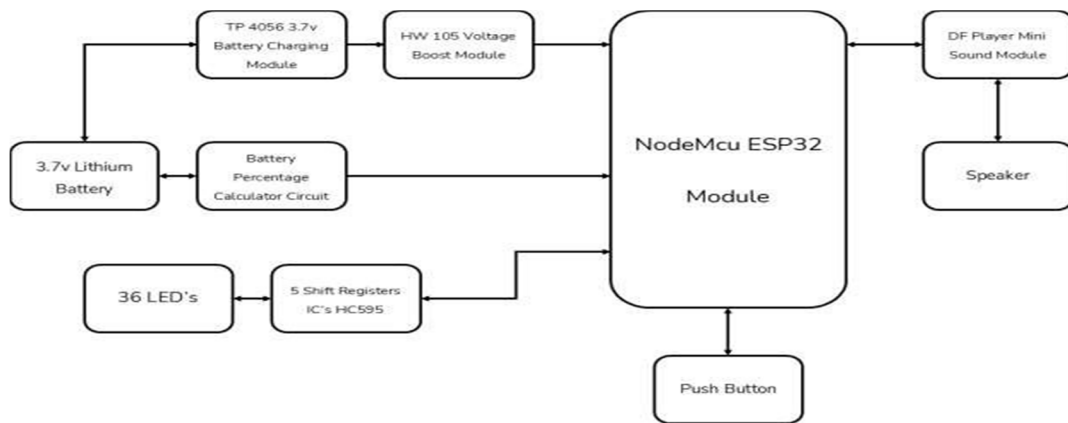 TP 4056 3.7v
Battery Charging
Module
HW 105 Voltage
Boost Module
DF Player Mini
Sound Module
NodeMcu ESP32
Module
3.7v Lithium
Battery
Battery
Percentage
Calculator Circuit
Speaker
36 LED's
5 Shift Registers
IC's HC595
Push Button